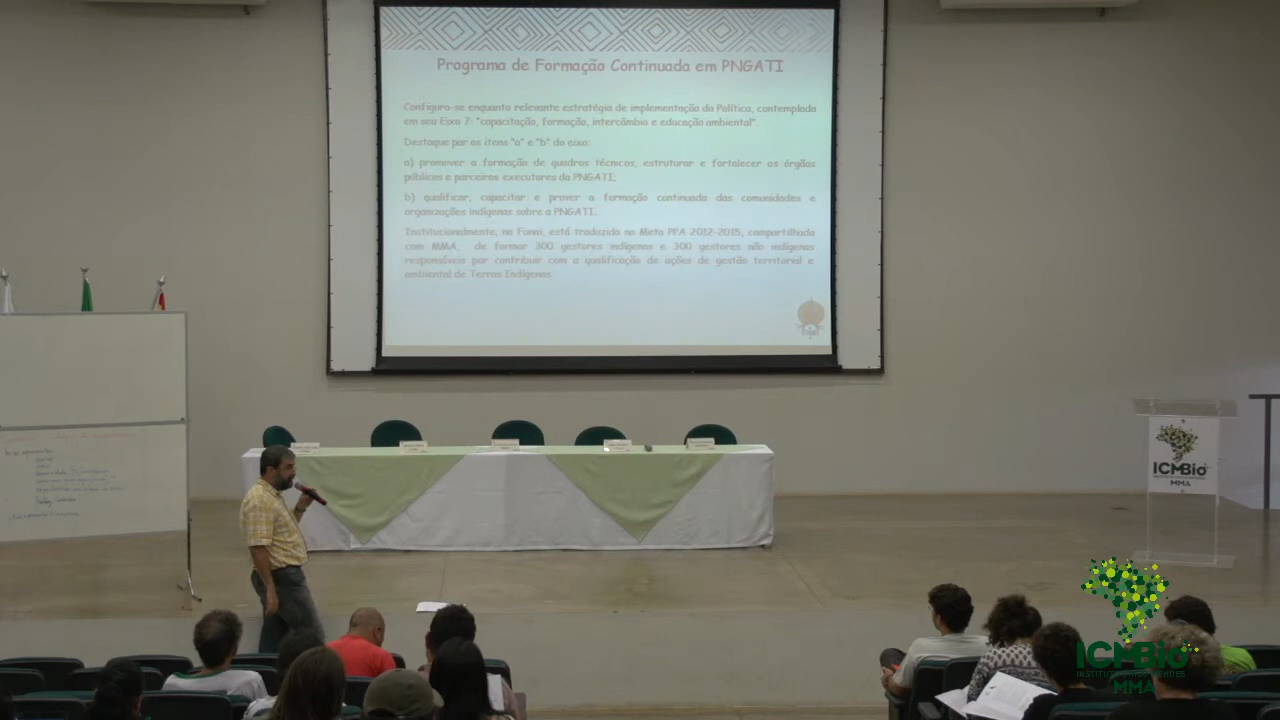 Programa de Formação Continuada em PNGATI
Configura-se enquanto relevante estratégia de implementação da Política, contemplada
em seu Eixo 7: "capacitação, formação, intercâmbio e educação ambiental".
Destaque par os itens "a" e "b" do eixo:
a) promover a formação de quadros técnicos, estruturar e fortalecer os órgãos
públicos e parceiros executores da PNGATI;
b) qualificar, capacitar e prover a formação continuada das comunidades e
organizações indígenas sobre a PNGATI.
Institucionalmente, na Funai, está traduzida na Meta PPA 2012-2015, compartilhada
com MMA, de formar 300 gestores indígenas e 300 gestores não indígenas
responsáveis por contribuir com a qualificação de ações de gestão territorial e
ambiental de Terras Indígenas.
ICMBio
MMA
ICMBio
INSTITUTO CHICO MENDES
MMA